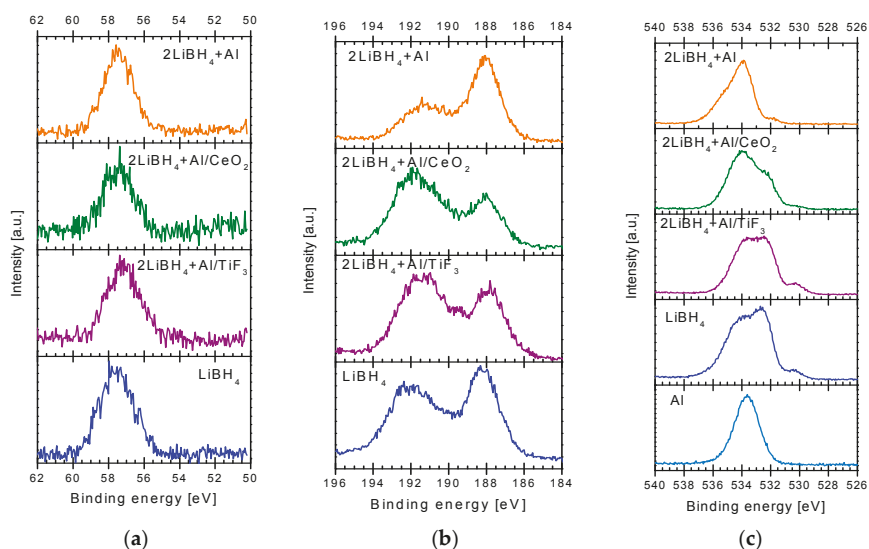 62 60 58 56 54 52 50
2LiBH4+Al
2LiBH4+Al/CeO2
2LiBH4+Al/TiF3
LiBH4
Intensity [a.u.]
62 60 58 56 54 52 50
Binding energy [eV]
(a)
196 194 192 190 188 186 184
2LiBH4+Al
2LiBH4+Al/CeO2
2LiBH4+Al/TiF3
LiBH4
196 194 192 190 188 186 184
Binding energy [eV]
(b)
540 538 536 534 532 530 528 526
2LiBH4+Al
2LiBH4+Al/CeO2
2LiBH4+Al/TiF3
LiBH4
Al
Intensity [a.u.]
540 538 536 534 532 530 528 526
Binding energy [eV]
(c)